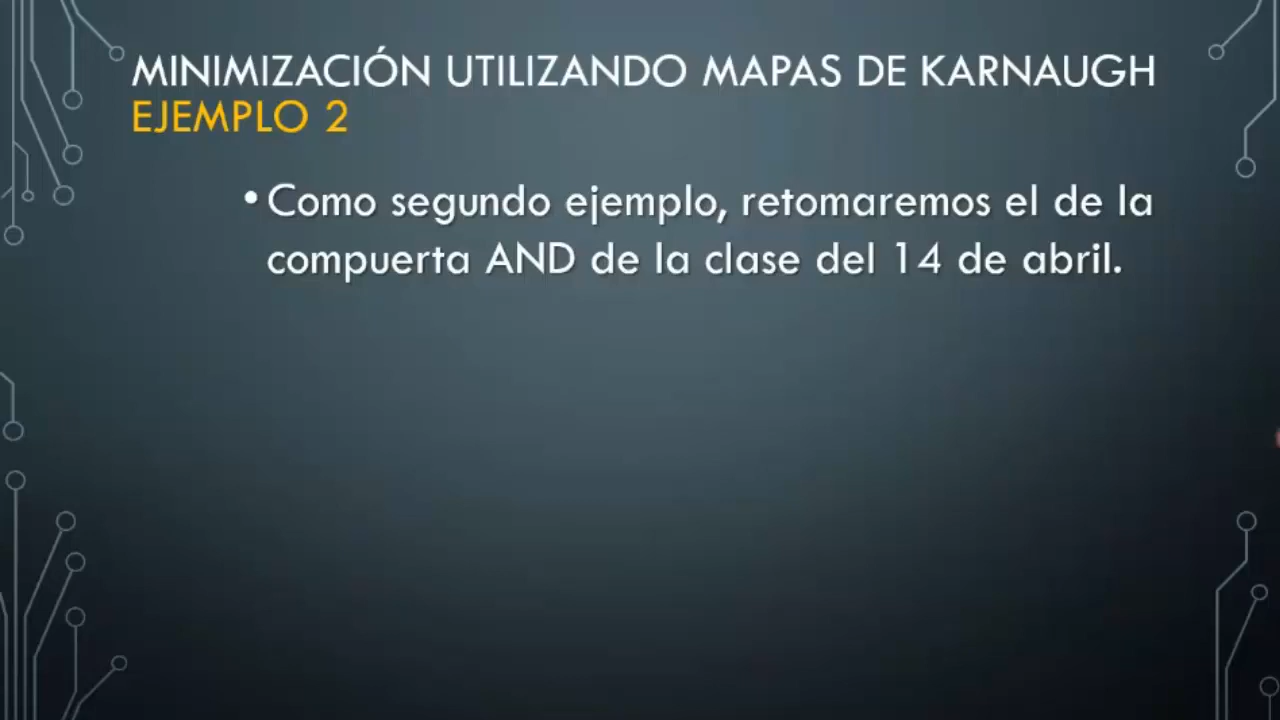 MINIMIZACIÓN UTILIZANDO MAPAS DE KARNAUGH
EJEMPLO 2
• Como segundo ejemplo, retomaremos el de la
compuerta AND de la clase del 14 de abril.